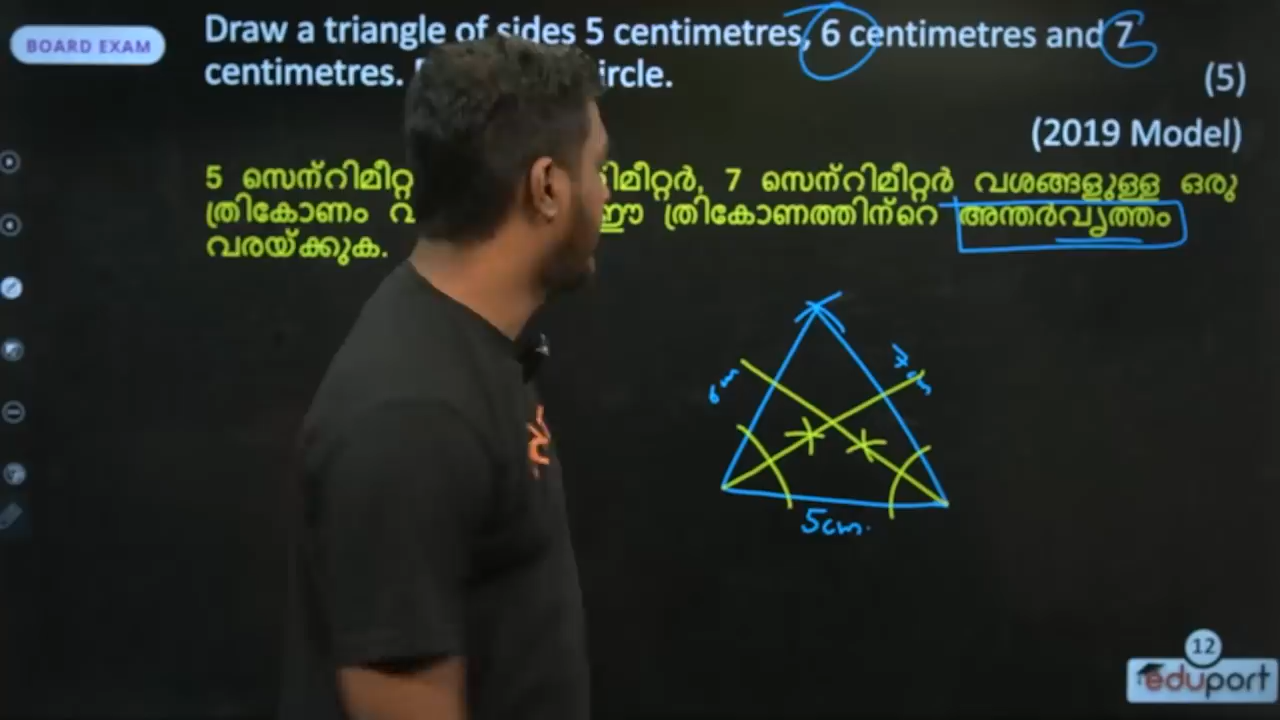 BOARD EXAM
Draw a triangle of sides 5 centimetres, 6 centimetres and 7
centimetres. ircle.
(5)
(2019 Model)
5 സെന്റിമീറ്റ ിമീറ്റർ, 7 സെന്റിമീറ്റർ വശങ്ങളുള്ള ഒരു
ത്രികോണം വ ഈ ത്രികോണത്തിന്റെ അന്തർവൃത്തം
വരയ്ക്കുക.
7cm
5cm.
12
eduport